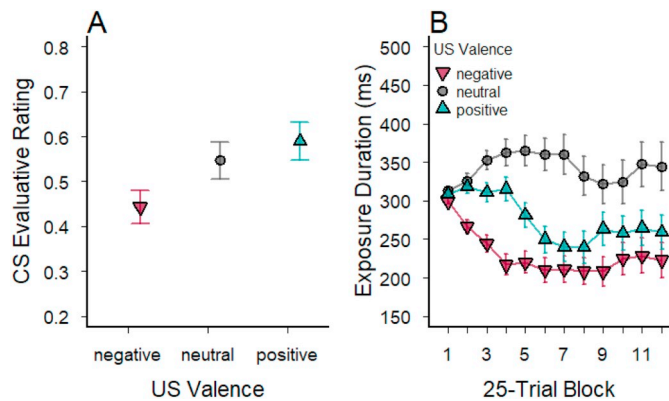 A
CS Evaluative Rating
0.8
0.7
0.6
0.5
0.4
0.3
0.2
negative neutral positive
US Valence
B
Exposure Duration (ms)
500
450
400
350
300
250
200
150
US Valence
negative
neutral
positive
1 3 5 7 9 11
25-Trial Block